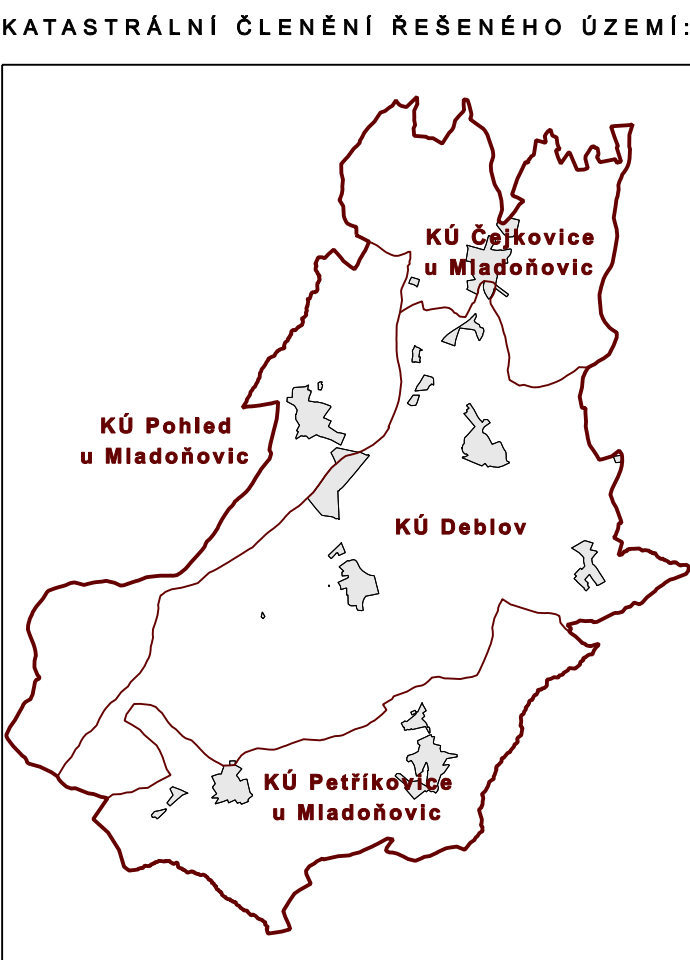 KATASTRÁLNÍ ČLENĚNÍ ŘEŠENÉHO ÚZEMÍ:
KÚ Čejkovice
u Mladoňovic
KÚ Pohled
u Mladoňovic
KÚ Deblov
KÚ Petříkovice
u Mladoňovic